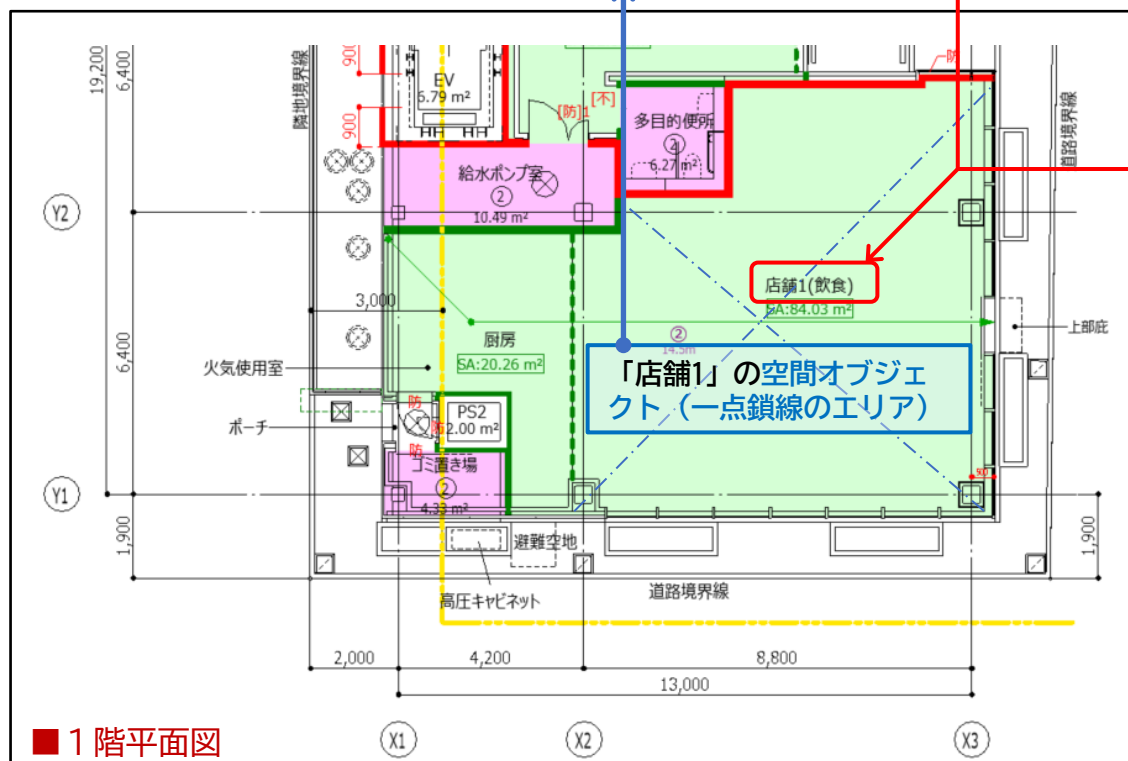 19,200
6,400
隣地境界線
900
EV
6.79 m²
900
[防]1
[不]
多目的便所
②
6.27 m²
防
道路境界線
給水ポンプ室
②
10.49 m²
Y2
店舗1(飲食)
SA:84.03 m²
3,000
厨房
SA:20.26 m²
②
14.5m
上部庇
6,400
火気使用室
「店舗1」の空間オブジェ
クト（一点鎖線のエリア）
ポーチ
防
防
防
PS2
2.00 m²
ゴミ置き場
②
4.33 m²
Y1
900
1,900
避難空地
1,900
高圧キャビネット
道路境界線
2,000
4,200
8,800
13,000
■１階平面図
X1
X2
X3